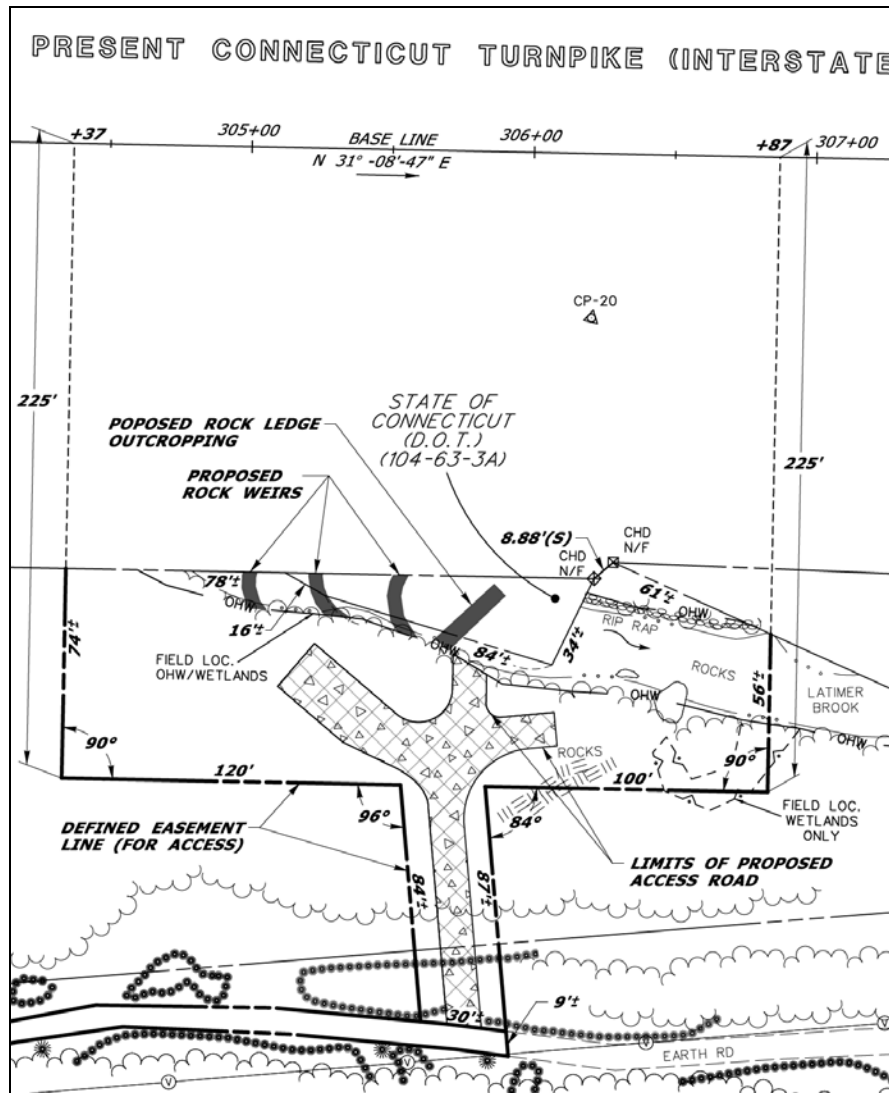 PRESENT CONNECTICUT TURNPIKE (INTERSTATE
+37
305+00
BASE LINE
306+00
+87
307+00
N 31° -08'-47" E
CP-20
225'
225'
STATE OF
CONNECTICUT
(D.O.T.)
(104-63-3A)
POPOSED ROCK LEDGE
OUTCROPPING
PROPOSED
ROCK WEIRS
8.88'(S)
CHD
N/F
CHD
N/F
78'±
61'±
OHW
OHW
16'±
RIP RAP
74'±
OHW
84'±
34'±
FIELD LOC.
OHW/WETLANDS
ROCKS
56'±
LATIMER
BROOK
OHW
OHW
90°
ROCKS
90°
120'
100'
96°
84°
FIELD LOC.
WETLANDS
ONLY
DEFINED EASEMENT
LINE (FOR ACCESS)
LIMITS OF PROPOSED
ACCESS ROAD
84'±
87'±
30'±
9'±
EARTH RD
V
V
V
V